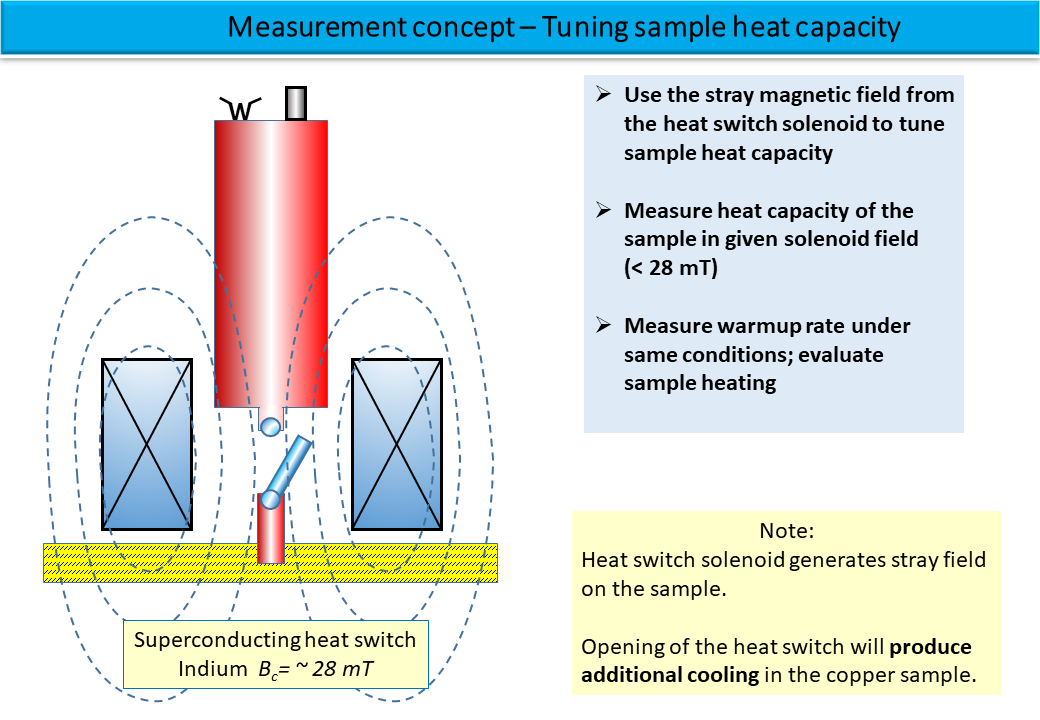 Measurement concept – Tuning sample heat capacity
➢ Use the stray magnetic field from
the heat switch solenoid to tune
sample heat capacity
➢ Measure heat capacity of the
sample in given solenoid field
(< 28 mT)
➢ Measure warmup rate under
same conditions; evaluate
sample heating
Note:
Heat switch solenoid generates stray field
on the sample.
Opening of the heat switch will produce
additional cooling in the copper sample.
Superconducting heat switch
Indium Bc= ~ 28 mT